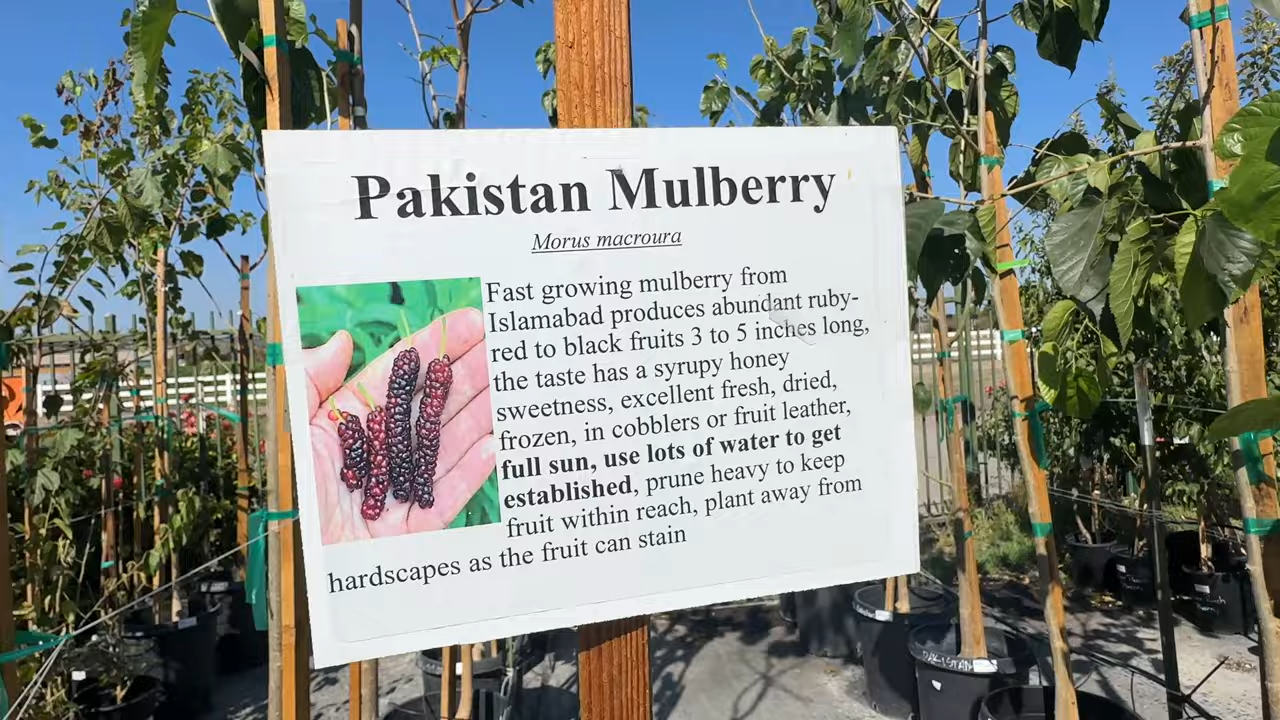 Pakistan Mulberry
Morus macroura
Fast growing mulberry from
Islamabad produces abundant ruby-
red to black fruits 3 to 5 inches long,
the taste has a syrupy honey
sweetness, excellent fresh, dried,
frozen, in cobblers or fruit leather,
full sun, use lots of water to get
established, prune heavy to keep
fruit within reach, plant away from
hardscapes as the fruit can stain
PAKISTAN